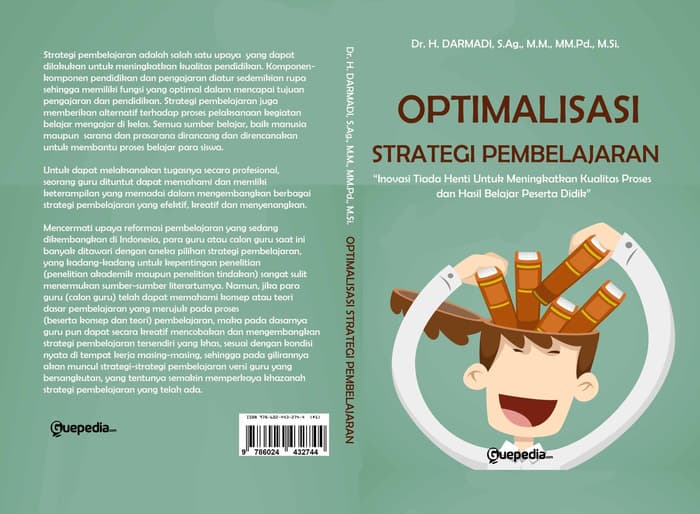 Strategi pembelajaran adalah salah satu upaya yang dapat
dilakukan untuk meningkatkan kualitas pendidikan. Komponen-
komponen pendidikan dan pengajaran diatur sedemikian rupa
sehingga memiliki fungsi yang optimal dalam mencapai tujuan
pengajaran dan pendidikan. Strategi pembelajaran juga
memberikan alternatif terhadap proses pelaksanaan kegiatan
belajar mengajar di kelas. Semua sumber belajar, baik manusia
maupun sarana dan prasarana dirancang dan direncanakan
untuk membantu proses belajar para siswa.
Untuk dapat melaksanakan tugasnya secara profesional,
seorang guru dituntut dapat memahami dan memliki
keterampilan yang memadai dalam mengembangkan berbagai
strategi pembelajaran yang efektif, kreatif dan menyenangkan.
Mencermati upaya reformasi pembelajaran yang sedang
dikembangkan di Indonesia, para guru atau calon guru saat ini
banyak ditawari dengan aneka pilihan strategi pembelajaran,
yang kadang-kadang untuk kepentingan penelitian
(penelitian akademik maupun penelitian tindakan) sangat sulit
menermukan sumber-sumber literarturnya. Namun, jika para
guru (calon guru) telah dapat memahami konsep atau teori
dasar pembelajaran yang merujuk pada proses
(beserta konsep dan teori) pembelajaran, maka pada dasarnya
guru pun dapat secara kreatif mencobakan dan mengembangkan
strategi pembelajaran tersendiri yang khas, sesuai dengan kondisi
nyata di tempat kerja masing-masing, sehingga pada gilirannya
akan muncul strategi-strategi pembelajaran versi guru yang
bersangkutan, yang tentunya semakin memperkaya khazanah
strategi pembelajaran yang telah ada.
Guepedia.com
ISBN 978-602-443-274-4 (#6)
9 786024 432744
Dr. H. DARMADI, S.Ag., M.M., MM.Pd., M.Si. OPTIMALISASI STRATEGI PEMBELAJARAN
Dr. H. DARMADI, S.Ag., M.M., MM.Pd., M.Si.
OPTIMALISASI
STRATEGI PEMBELAJARAN
“Inovasi Tiada Henti Untuk Meningkatkan Kualitas Proses
dan Hasil Belajar Peserta Didik”
Guepedia.com